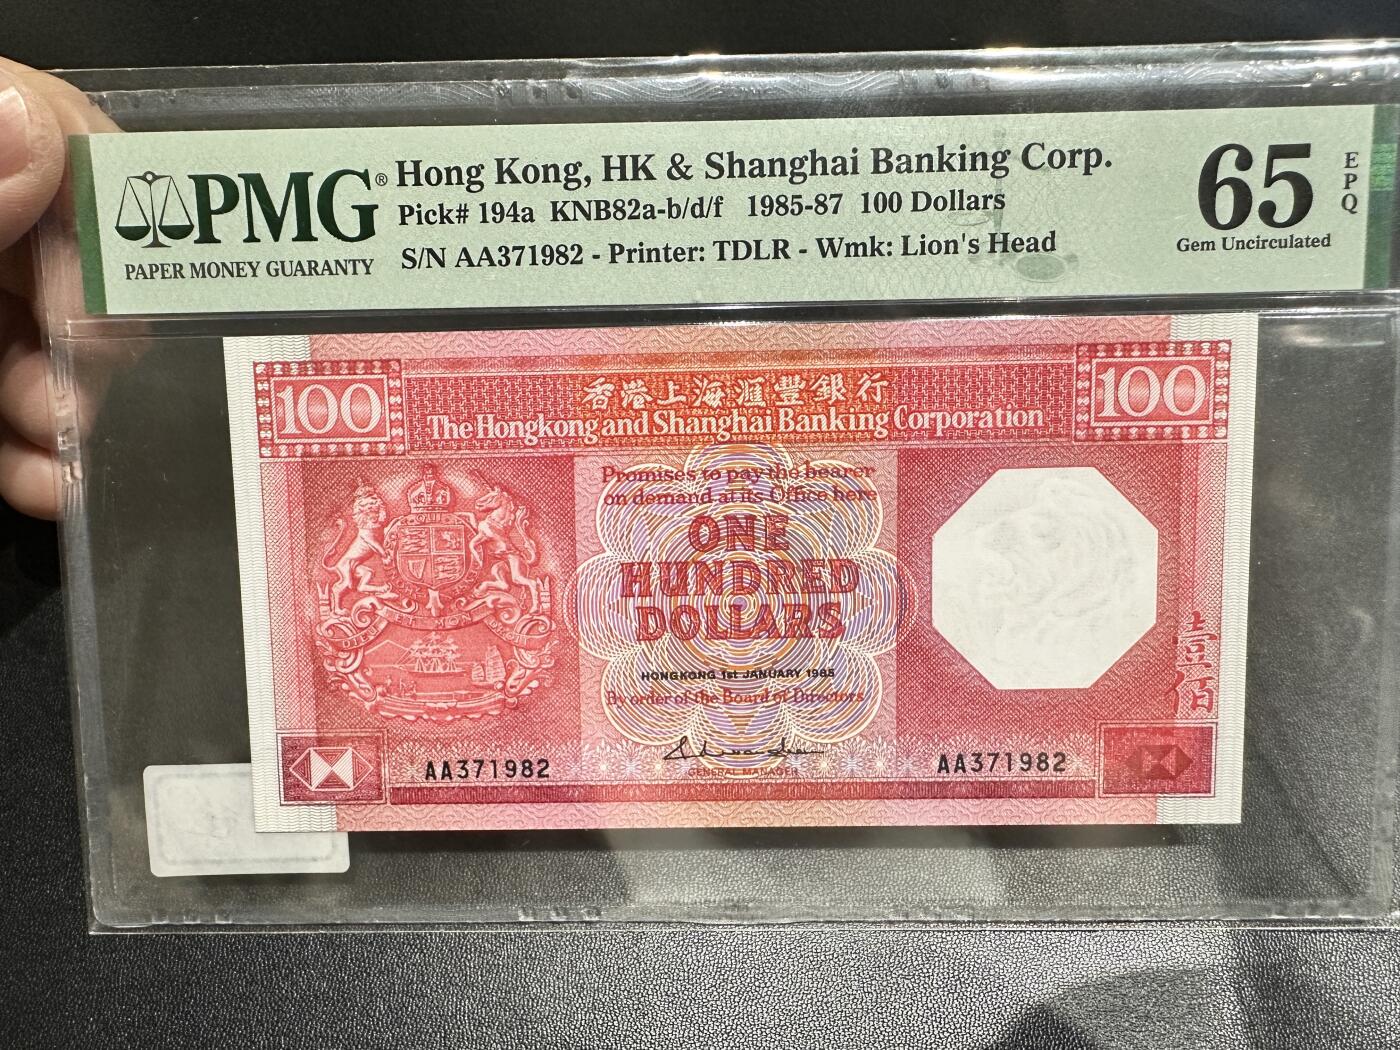 PMG®
PAPER MONEY GUARANTY
Hong Kong, HK & Shanghai Banking Corp.
Pick# 194a KNB82a-b/d/f 1985-87 100 Dollars
S/N AA371982 - Printer: TDLR - Wmk: Lion's Head
65
EPQ
Gem Uncirculated
100
香港上海滙豐銀行
100
The Hongkong and Shanghai Banking Corporation
Promises to pay the bearer
on demand at its Office here
ONE
HUNDRED
DOLLARS
HONGKONG 1st JANUARY 1985
By order of the Board of Directors
壹佰
AA371982
GENERAL MANAGER
AA371982